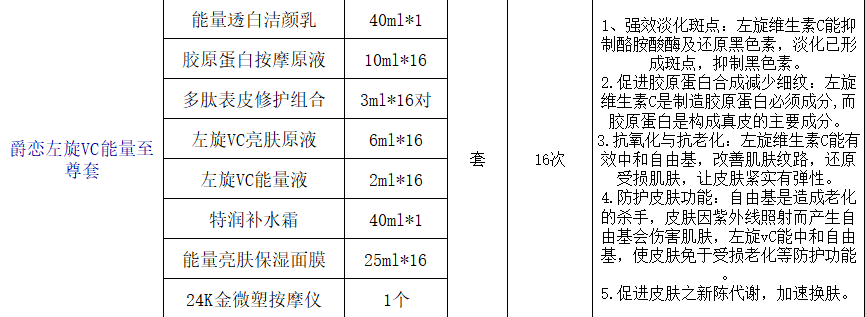 爵恋左旋VC能量至
尊套
能量透白洁颜乳 40ml*1
胶原蛋白按摩原液 10ml*16
多肽表皮修护组合 3ml*16对
左旋VC亮肤原液 6ml*16
左旋VC能量液 2ml*16
特润补水霜 40ml*1
能量亮肤保湿面膜 25ml*16
24K金微塑按摩仪 1个
套
16次
1、强效淡化斑点：左旋维生素C能抑
制酪胺酸酶及还原黑色素，淡化已形
成斑点，抑制黑色素。
2.促进胶原蛋白合成减少细纹：左旋
维生素C是制造胶原蛋白必须成分,而
胶原蛋白是构成真皮的主要成分。
3.抗氧化与抗老化：左旋维生素C能有
效中和自由基，改善肌肤纹路，还原
受损肌肤，让皮肤紧实有弹性。
4.防护皮肤功能：自由基是造成老化
的杀手，皮肤因紫外线照射而产生自
由基会伤害肌肤，左旋vC能中和自由
基，使皮肤免于受损老化等防护功能
。
5.促进皮肤之新陈代谢，加速换肤。